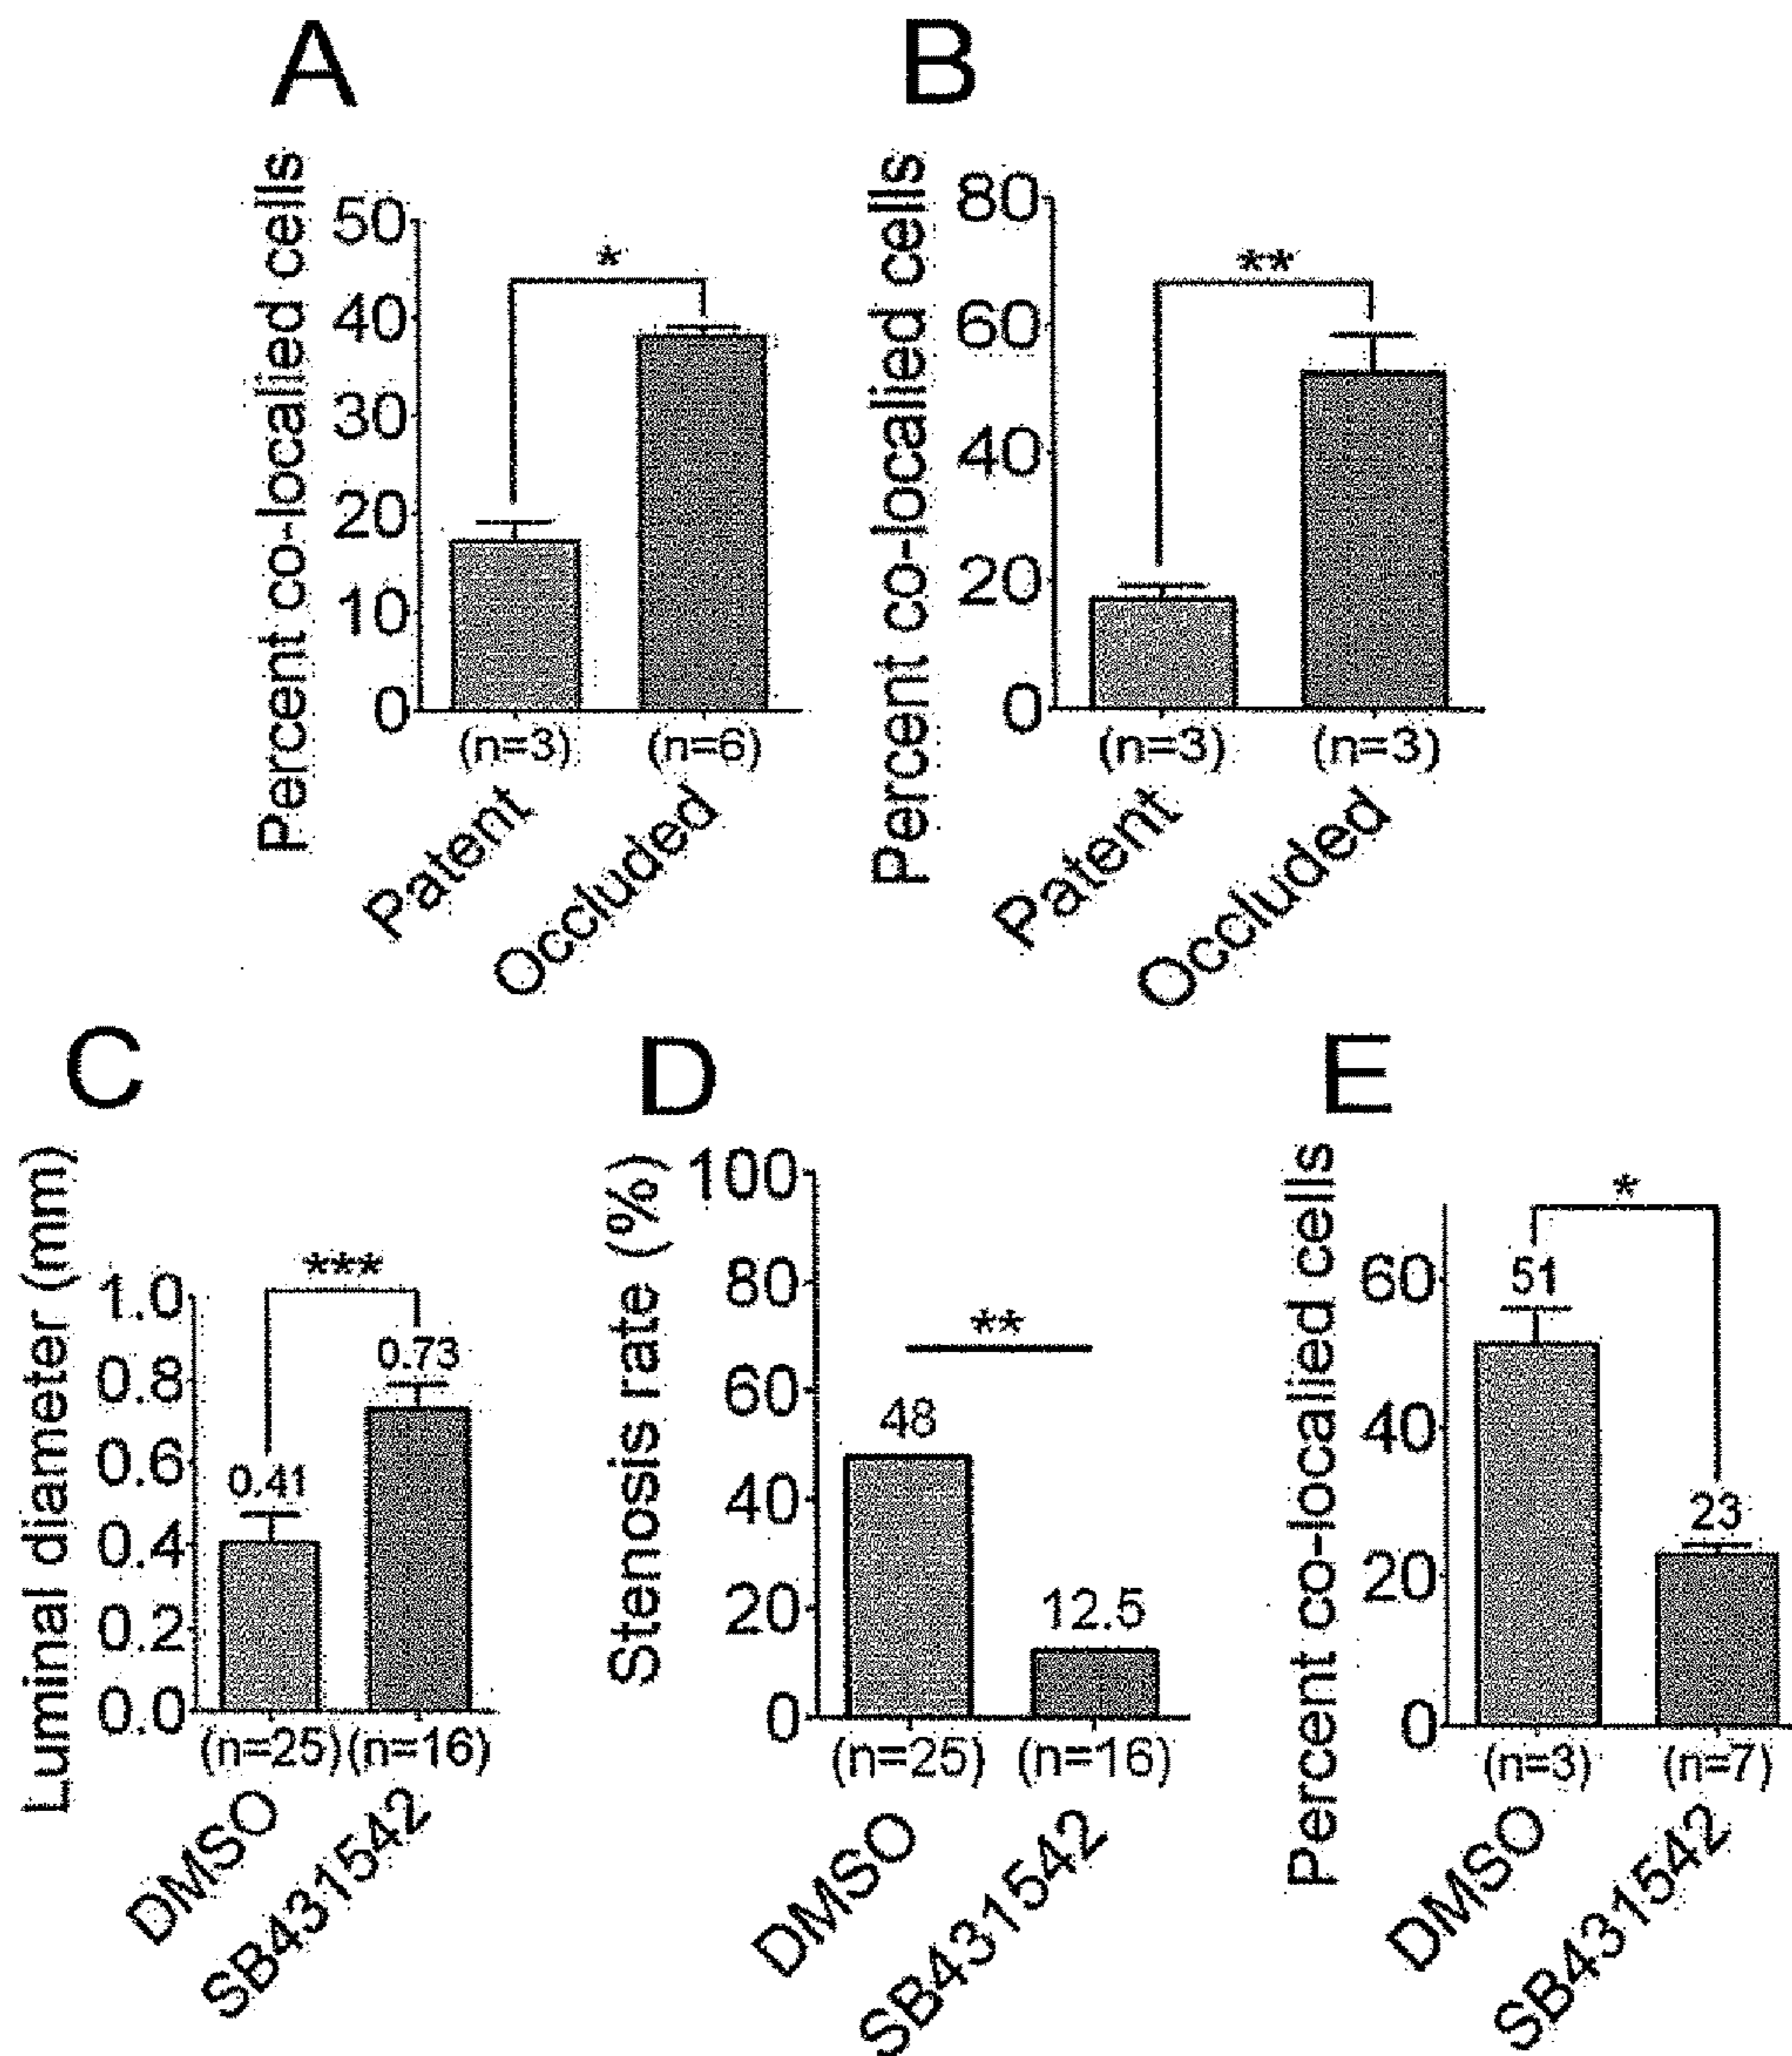 A
Percent co-localied cells
50
40
30
20
10
0
*
(n=3)
(n=6)
Patent
Occluded
B
Percent co-localied cells
80
60
40
20
0
**
(n=3)
(n=3)
Patent
Occluded
C
Luminal diameter (mm)
1.0
0.8
0.6
0.4
0.2
0.0
***
0.41
0.73
(n=25)
(n=16)
DMSO
SB431542
D
Stenosis rate (%)
100
80
60
40
20
0
**
48
12.5
(n=25)
(n=16)
DMSO
SB431542
E
Percent co-localied cells
60
40
20
0
*
51
23
(n=3)
(n=7)
DMSO
SB431542